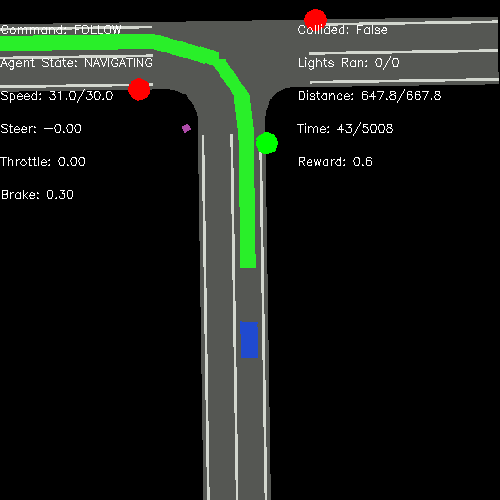 Command: FOLLOW
Agent State: NAVIGATING
Speed: 31.0/30.0
Steer: −0.00
Throttle: 0.00
Brake: 0.30
Collided: False
Lights Ran: 0/0
Distance: 647.8/667.8
Time: 43/5008
Reward: 0.6